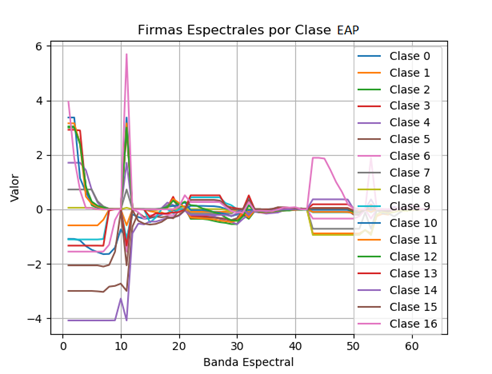 Firmas Espectrales por Clase EAP
6
4
2
0
−2
−4
Valor
0
10
20
30
40
50
60
Banda Espectral
Clase 0
Clase 1
Clase 2
Clase 3
Clase 4
Clase 5
Clase 6
Clase 7
Clase 8
Clase 9
Clase 10
Clase 11
Clase 12
Clase 13
Clase 14
Clase 15
Clase 16